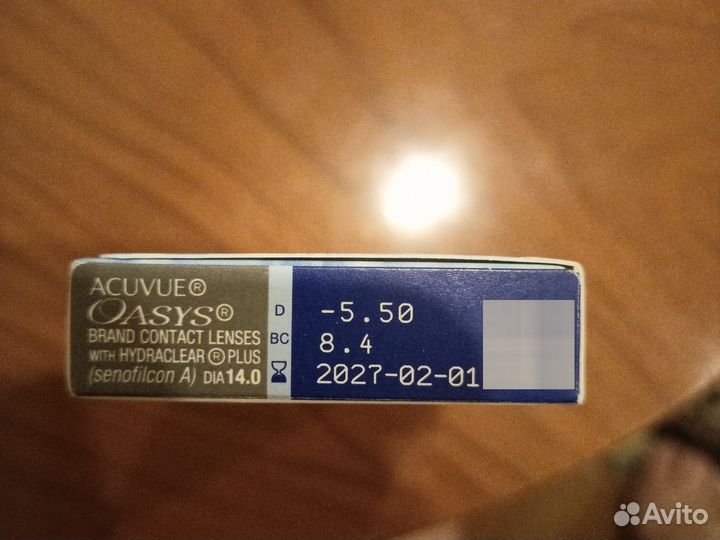 ACUVUE®
OASYS®
BRAND CONTACT LENSES
WITH HYDRACLEAR ® PLUS
(senofilcon A) DIA 14.0
D -5.50
BC 8.4
2027-02-01
Avito